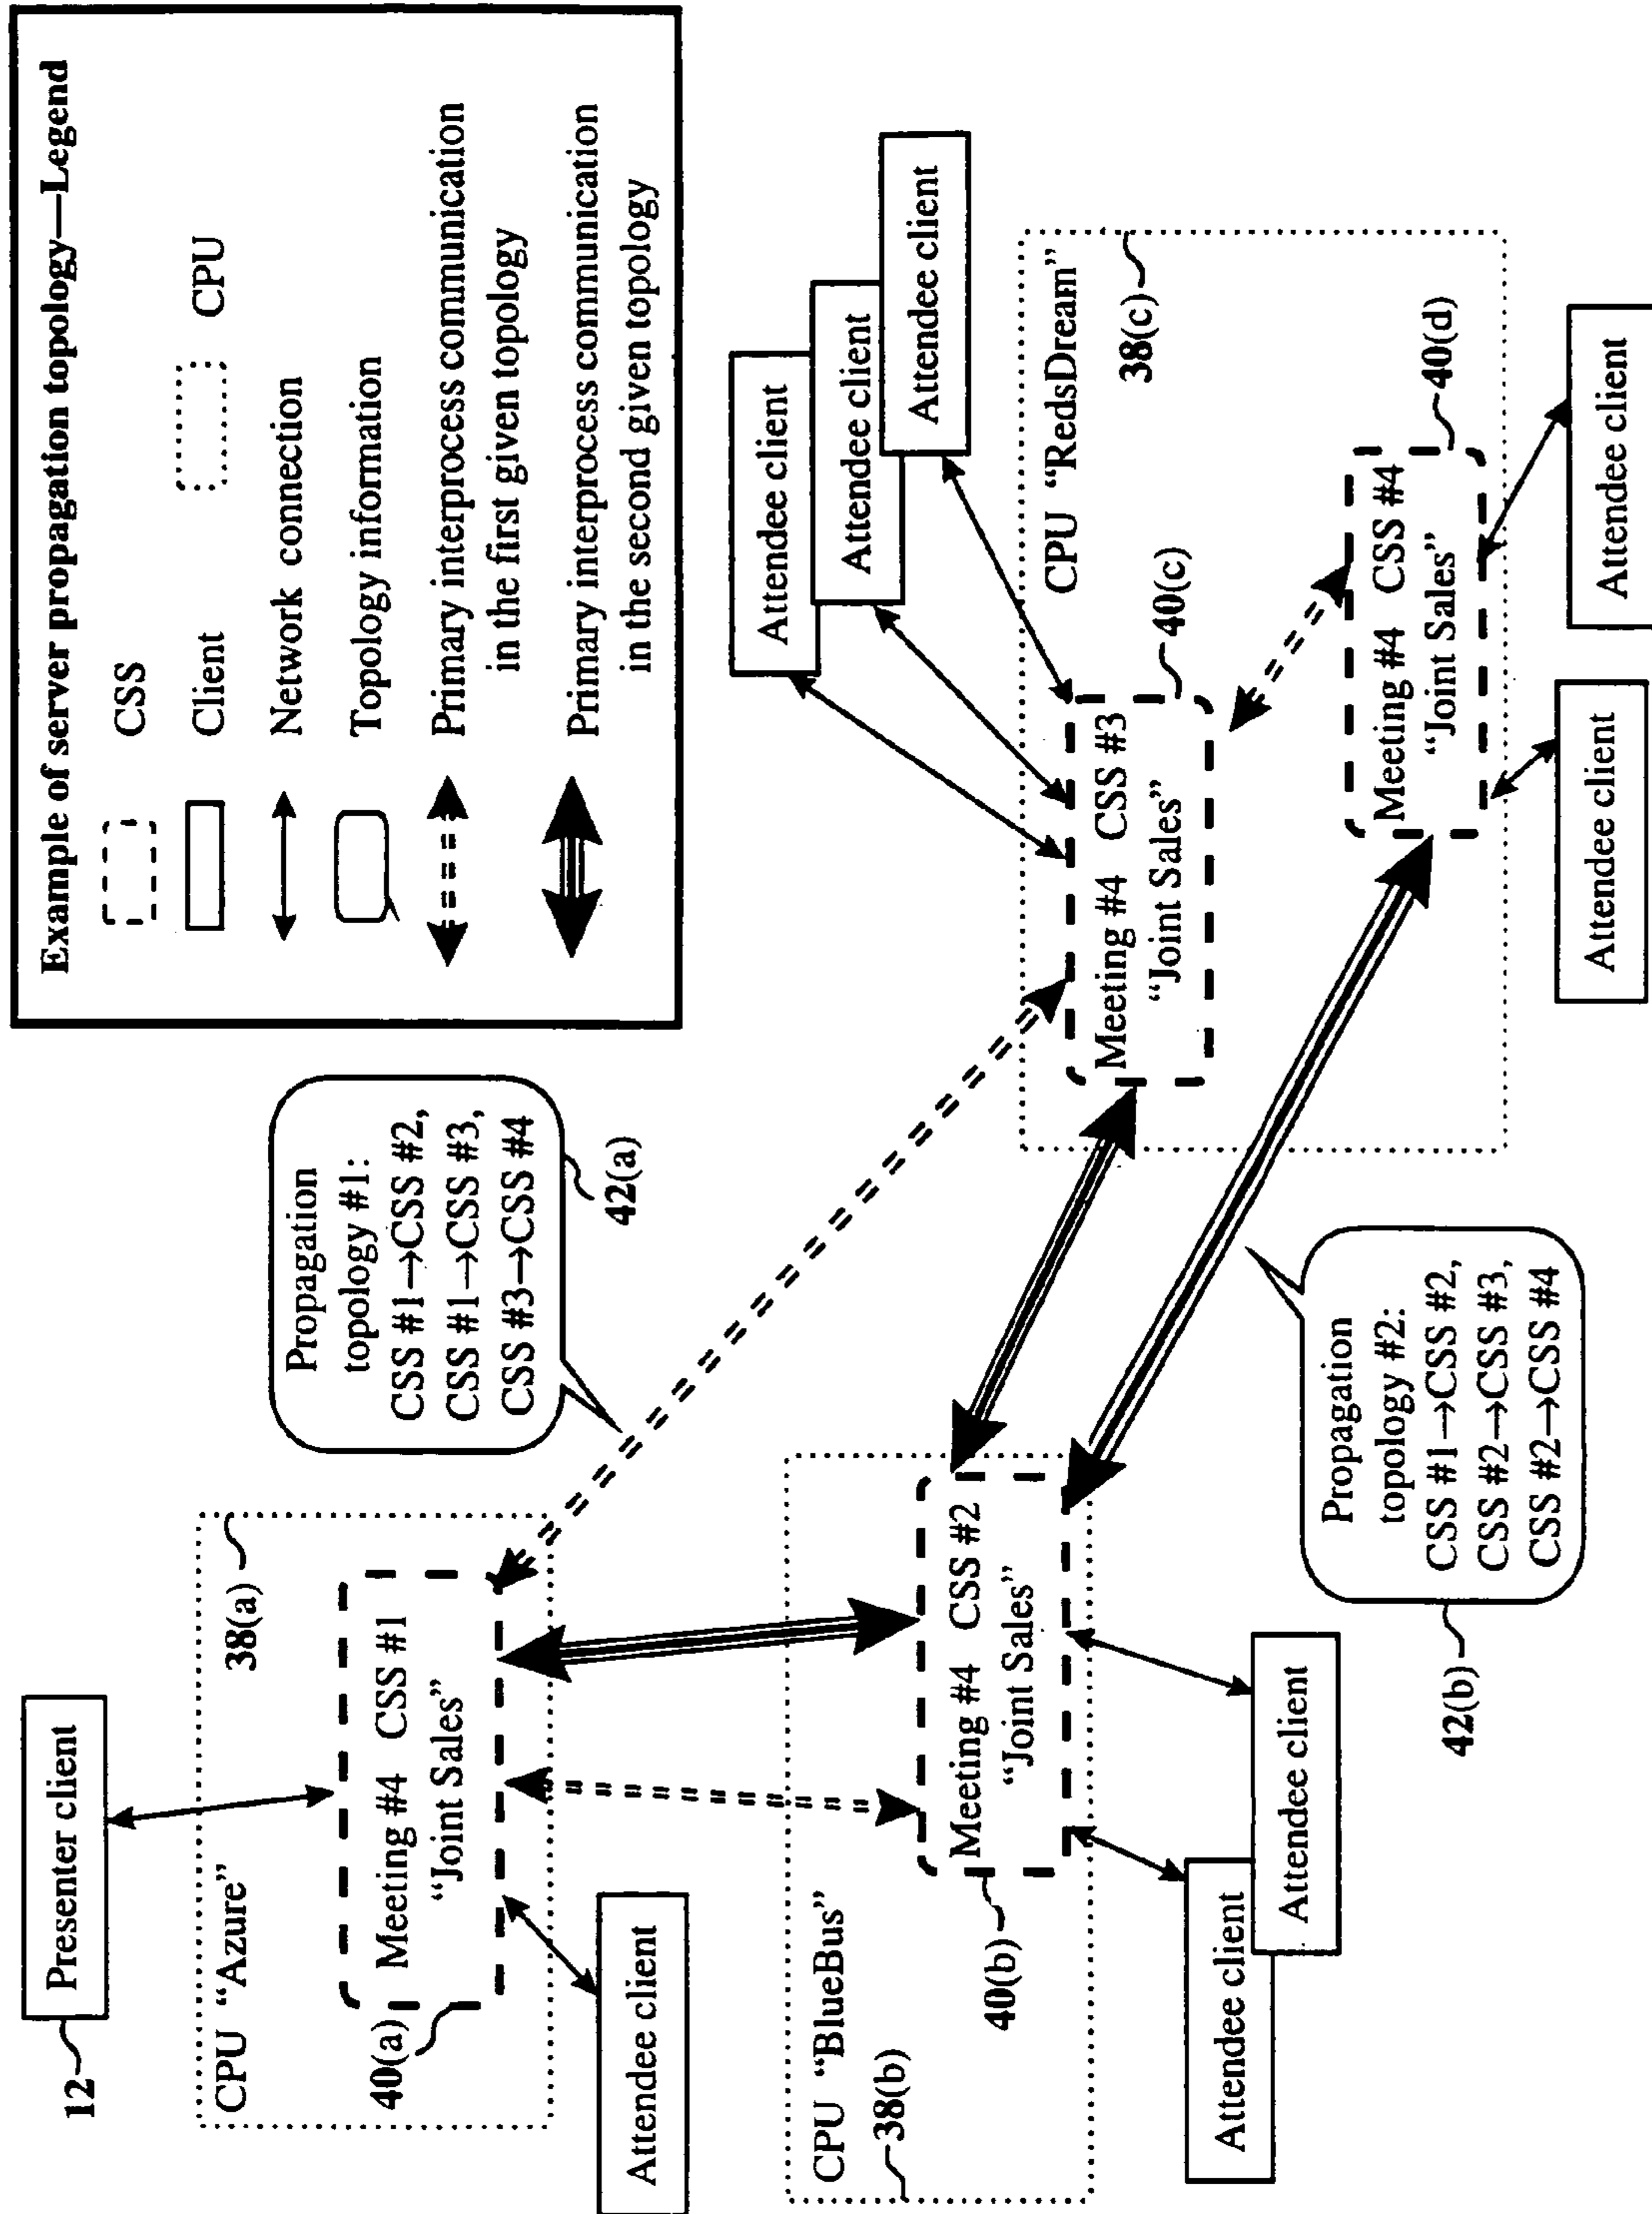 Example of server propagation topology—Legend
CSS
Client
CPU
Network connection
Topology information
Primary interprocess communication
in the first given topology
Primary interprocess communication
in the second given topology
Presenter client
12
CPU “Azure”
38(a)
Meeting #4 CSS #1
“Joint Sales”
40(a)
Attendee client
Propagation
topology #1:
CSS #1→CSS #2,
CSS #1→CSS #3,
CSS #3→CSS #4
42(a)
CPU “BlueBus”
38(b)
Meeting #4 CSS #2
“Joint Sales”
40(b)
Attendee client
Attendee client
Propagation
topology #2:
CSS #1→CSS #2,
CSS #2→CSS #3,
CSS #2→CSS #4
42(b)
Attendee client
Attendee client
Attendee client
CPU “RedsDream”
38(c)
Meeting #4 CSS #3
“Joint Sales”
40(c)
Meeting #4 CSS #4
“Joint Sales”
40(d)
Attendee client
Attendee client